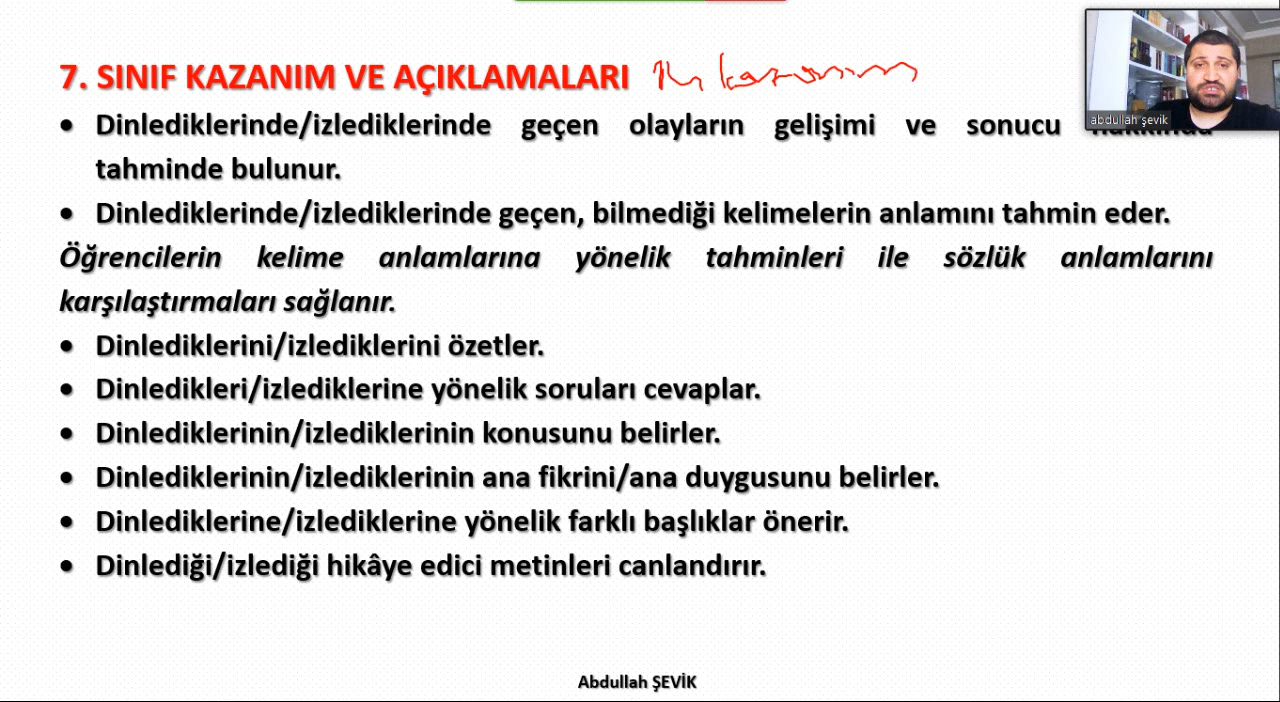 7. SINIF KAZANIM VE AÇIKLAMALARI kazanım
• Dinlediklerinde/izlediklerinde geçen olayların gelişimi ve sonucu hakkında
tahminde bulunur.
• Dinlediklerinde/izlediklerinde geçen, bilmediği kelimelerin anlamını tahmin eder.
Öğrencilerin kelime anlamlarına yönelik tahminleri ile sözlük anlamlarını
karşılaştırmaları sağlanır.
• Dinlediklerini/izlediklerini özetler.
• Dinledikleri/izlediklerine yönelik soruları cevaplar.
• Dinlediklerinin/izlediklerinin konusunu belirler.
• Dinlediklerinin/izlediklerinin ana fikrini/ana duygusunu belirler.
• Dinlediklerine/izlediklerine yönelik farklı başlıklar önerir.
• Dinlediği/izlediği hikâye edici metinleri canlandırır.
abdullah şevik
Abdullah ŞEVİK